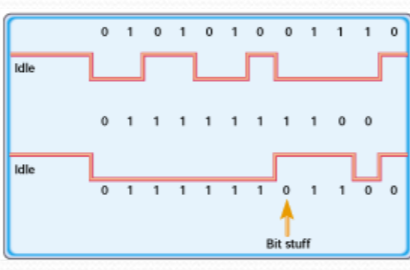 0 1 0 1 0 1 0 0 1 1 1 0
Idle
0 1 1 1 1 1 1 1 1 0 0
Idle
0 1 1 1 1 1 1 0 1 1 0 0
Bit stuff